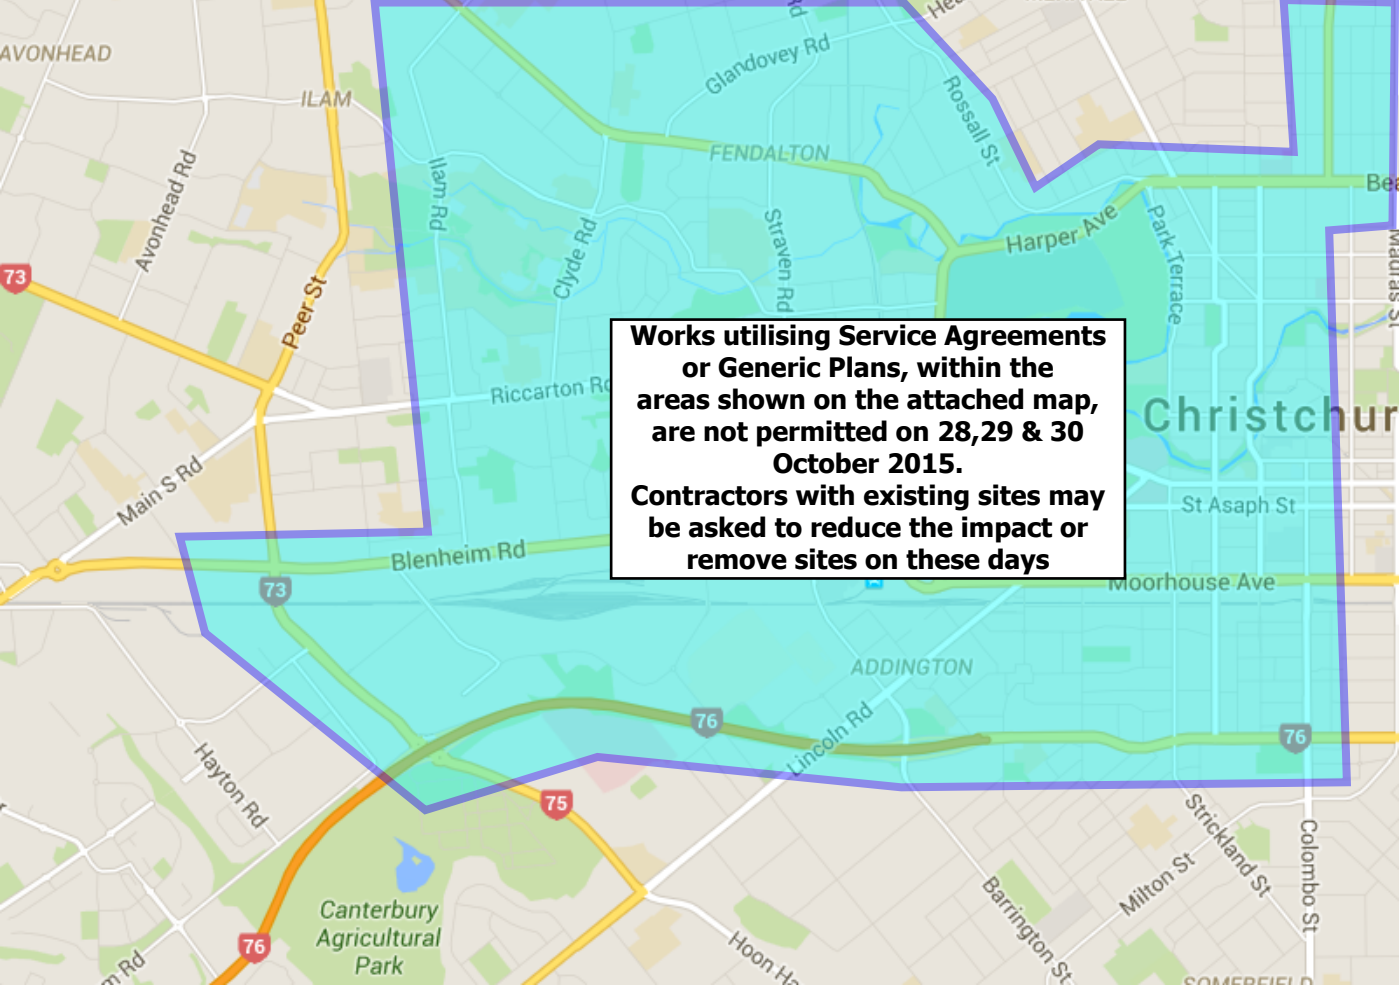 AVONHEAD
ILAM
Glandovey Rd
Rossall St
FENDALTON
Avonhead Rd
Ilam Rd
Clyde Rd
Straven Rd
Harper Ave
Park Terrace
Madras St
73
Peer St
Works utilising Service Agreements
or Generic Plans, within the
areas shown on the attached map,
are not permitted on 28,29 & 30
October 2015.
Contractors with existing sites may
be asked to reduce the impact or
remove sites on these days
Riccarton Rd
Christchur
Main S Rd
St Asaph St
Blenheim Rd
73
Moorhouse Ave
ADDINGTON
76
Lincoln Rd
76
Hayton Rd
75
Strickland St
Colombo St
Milton St
Barrington St
Canterbury
Agricultural
Park
76
Hoon Ha
m Rd